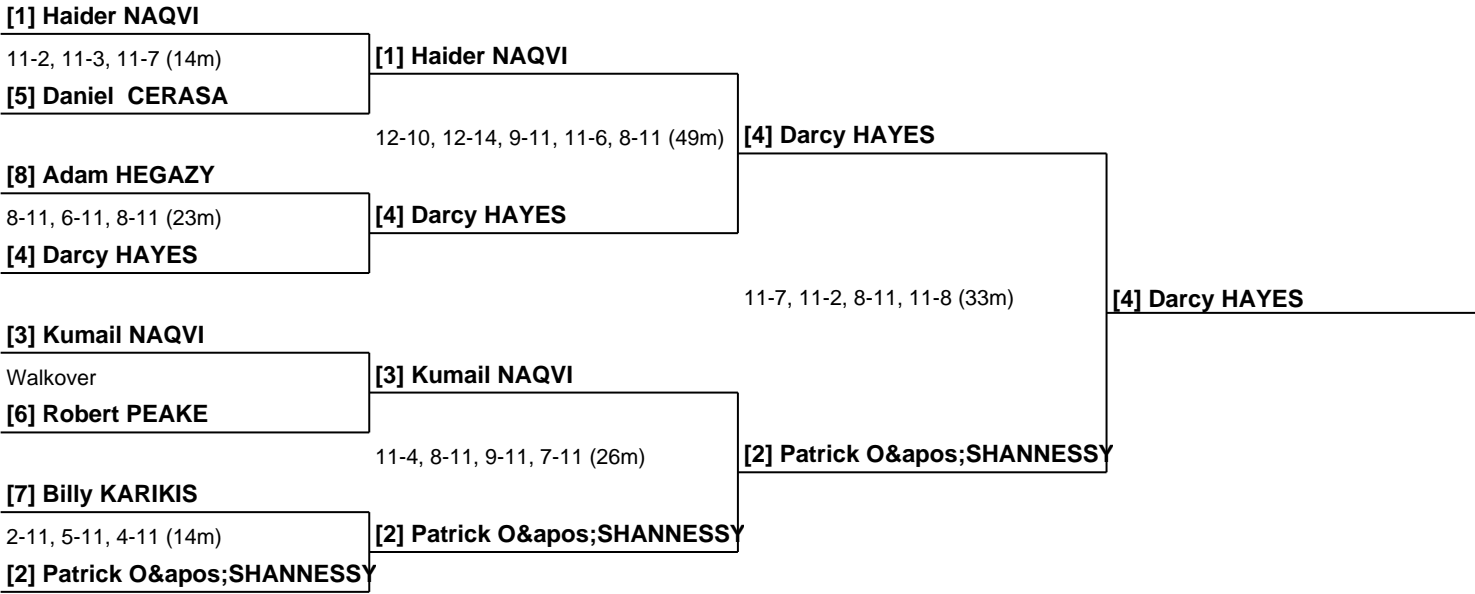 [1] Haider NAQVI
11-2, 11-3, 11-7 (14m)
[5] Daniel  CERASA
[8] Adam HEGAZY
8-11, 6-11, 8-11 (23m)
[4] Darcy HAYES
[3] Kumail NAQVI
Walkover
[6] Robert PEAKE
[7] Billy KARIKIS
2-11, 5-11, 4-11 (14m)
[2] Patrick O&apos;SHANNESSY
[1] Haider NAQVI
12-10, 12-14, 9-11, 11-6, 8-11 (49m)
[4] Darcy HAYES
[3] Kumail NAQVI
11-4, 8-11, 9-11, 7-11 (26m)
[2] Patrick O&apos;SHANNESSY
[4] Darcy HAYES
11-7, 11-2, 8-11, 11-8 (33m)
[2] Patrick O&apos;SHANNESSY
[4] Darcy HAYES